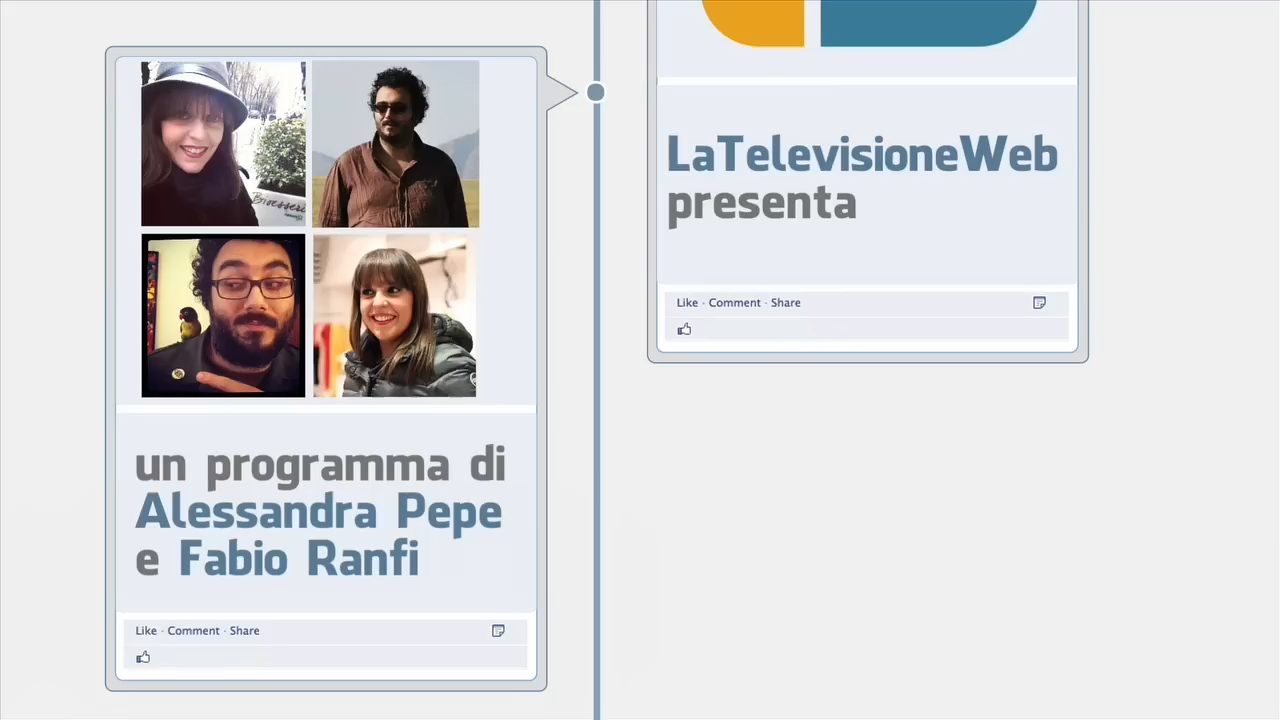 LaTelevisioneWeb
presenta
Like · Comment · Share
un programma di
Alessandra Pepe
e Fabio Ranfi
Like · Comment · Share